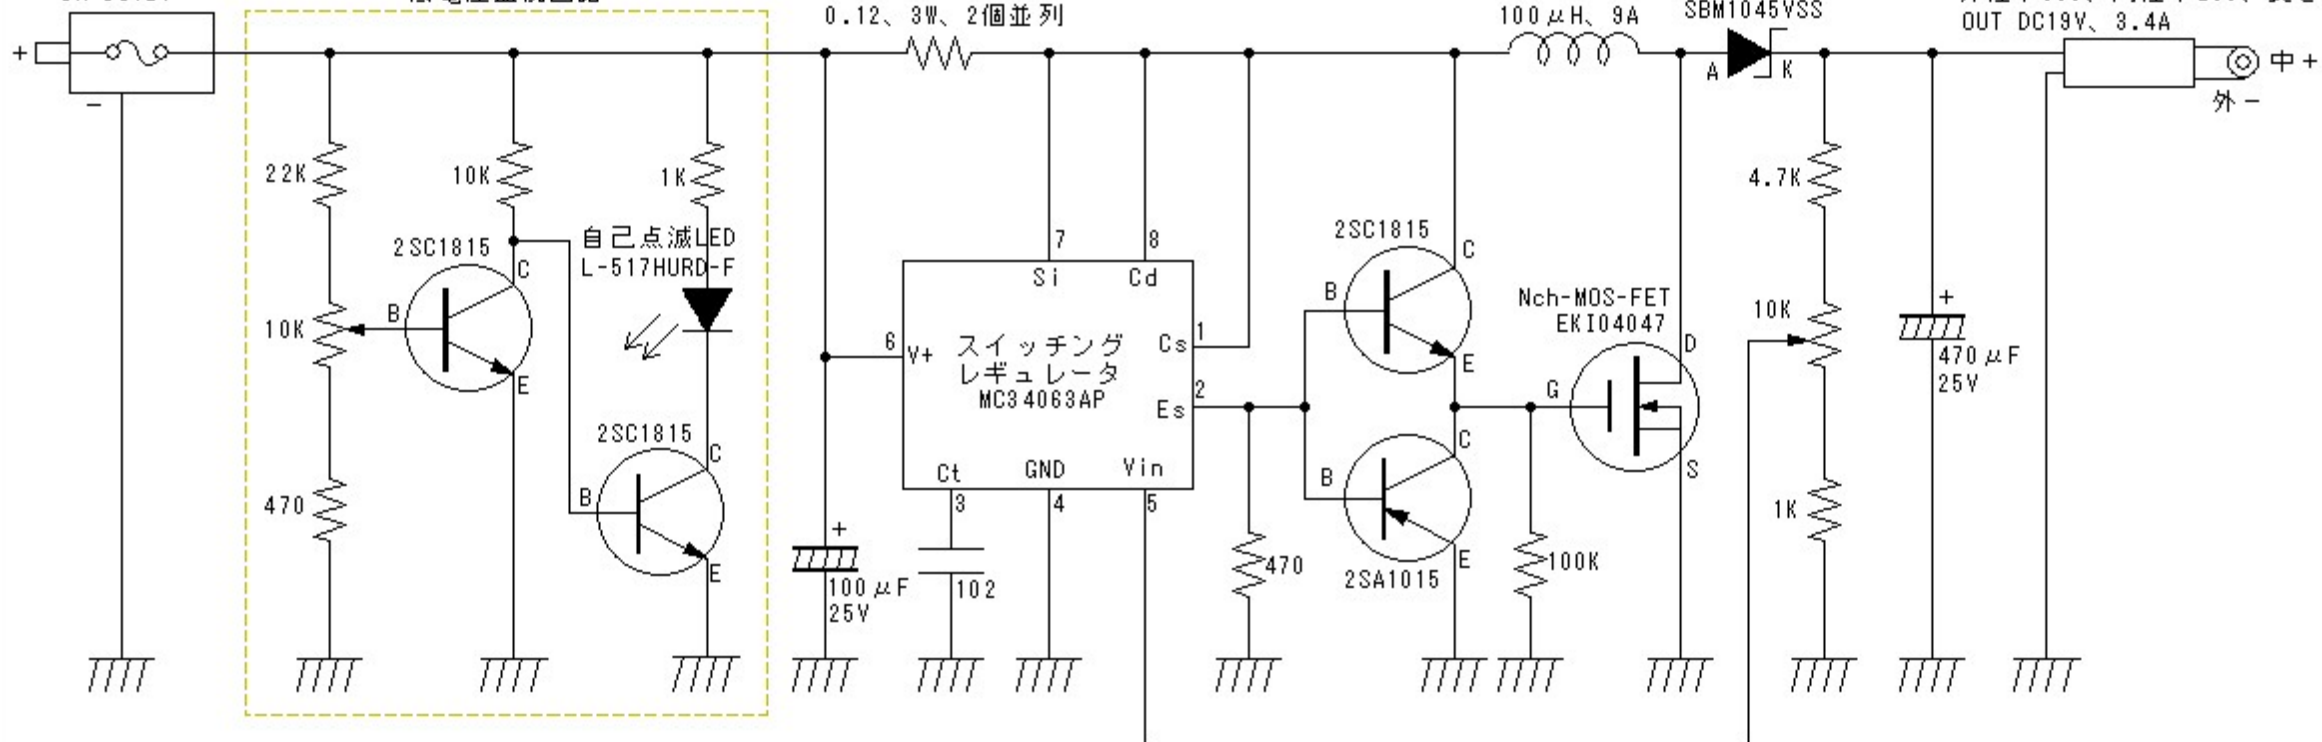 0.12、3W、2個並列
100μH、9A
SBM1045VSS
OUT DC19V、3.4A
+
-
A
K
中+
外-
22K
10K
1K
4.7K
自己点滅LED
L-517HURD-F
2SC1815
C
B
E
10K
470
2SC1815
C
B
E
+
100μF
25V
7
8
Si
Cd
1
Cs
6
V+
スイッチング
レギュレータ
MC34063AP
2
Es
Ct
GND
Vin
3
4
5
102
470
2SC1815
C
B
E
C
B
E
2SA1015
100K
Nch-MOS-FET
EKI04047
D
G
S
10K
1K
+
470μF
25V